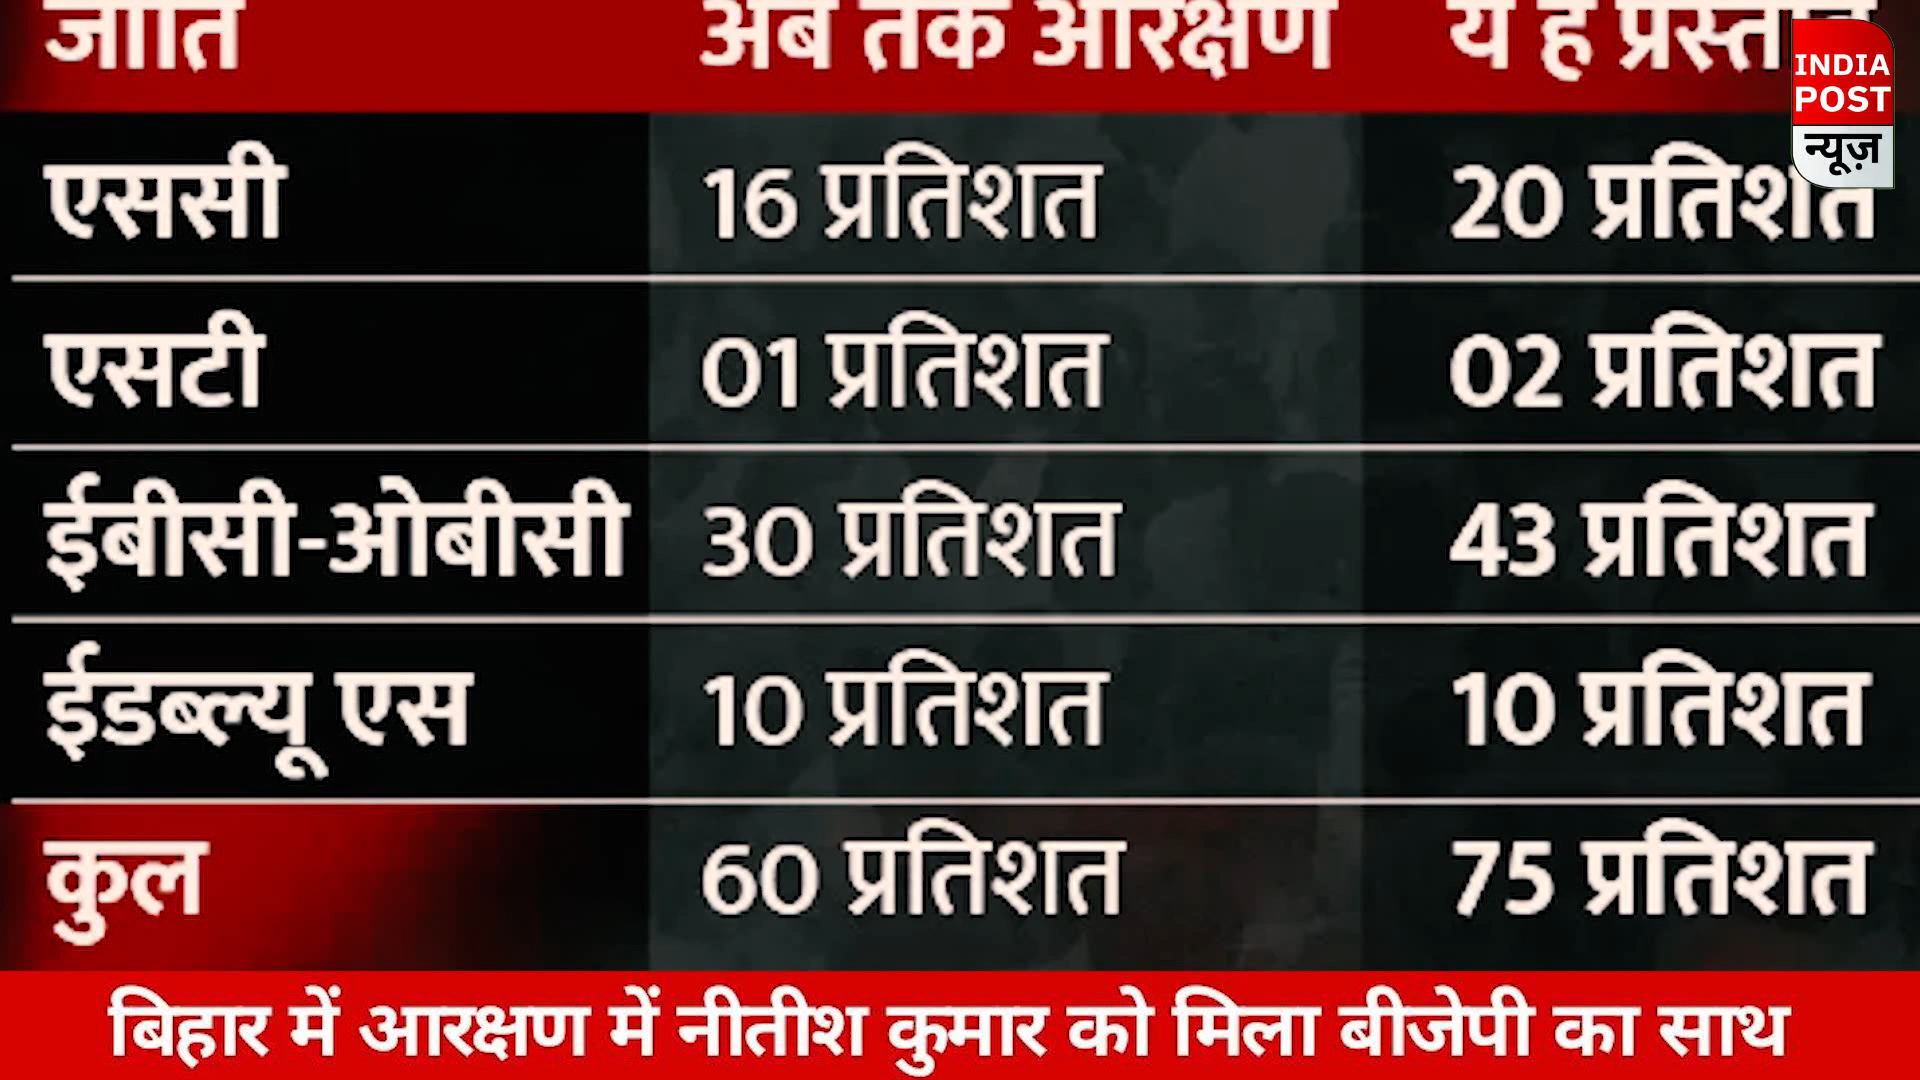 जाति अब तक आरक्षण य है प्रस्ताव
INDIA
POST
न्यूज़
एससी 16 प्रतिशत 20 प्रतिशत
एसटी 01 प्रतिशत 02 प्रतिशत
ईबीसी-ओबीसी 30 प्रतिशत 43 प्रतिशत
ईडब्ल्यू एस 10 प्रतिशत 10 प्रतिशत
कुल 60 प्रतिशत 75 प्रतिशत
बिहार में आरक्षण में नीतीश कुमार को मिला बीजेपी का साथ